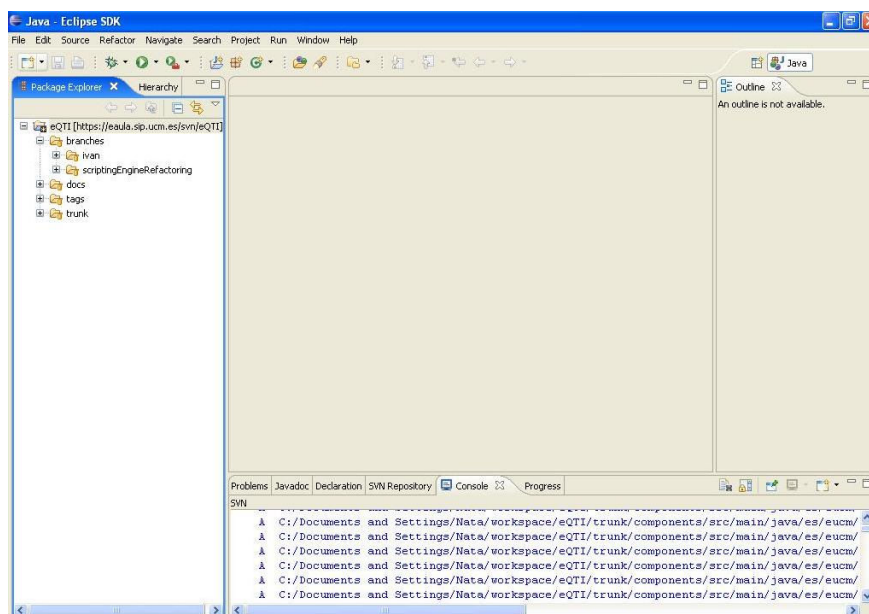 Java - Eclipse SDK
File Edit Source Refactor Navigate Search Project Run Window Help
Java
Package Explorer Hierarchy
Outline
An outline is not available.
eQTI [https://eaula.sip.ucm.es/svn/eQTI]
branches
ivan
scriptingEngineRefactoring
docs
tags
trunk
Problems Javadoc Declaration SVN Repository Console Progress
SVN
A C:/Documents and Settings/Nata/workspace/eQTI/trunk/components/src/main/java/es/eucm/
A C:/Documents and Settings/Nata/workspace/eQTI/trunk/components/src/main/java/es/eucm/
A C:/Documents and Settings/Nata/workspace/eQTI/trunk/components/src/main/java/es/eucm/
A C:/Documents and Settings/Nata/workspace/eQTI/trunk/components/src/main/java/es/eucm/
A C:/Documents and Settings/Nata/workspace/eQTI/trunk/components/src/main/java/es/eucm/
A C:/Documents and Settings/Nata/workspace/eQTI/trunk/components/src/main/java/es/eucm/